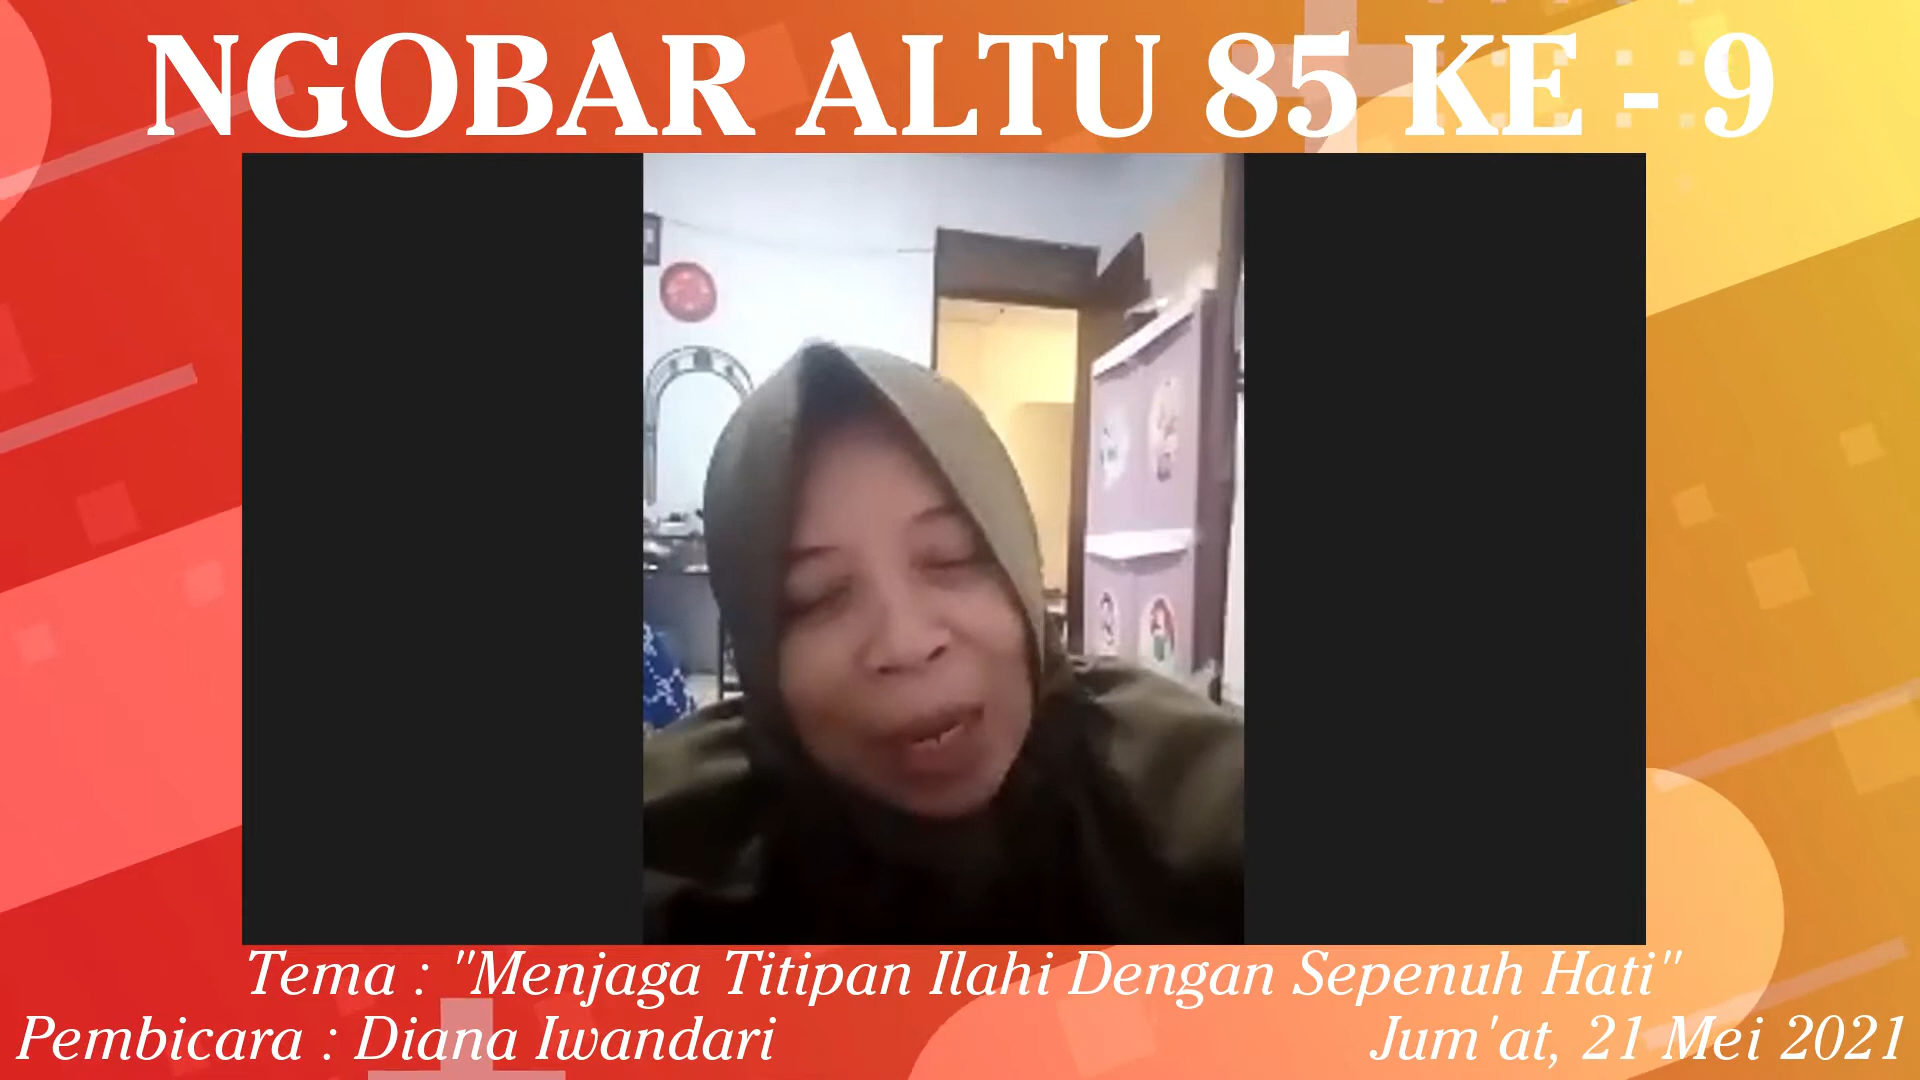 NGOBAR ALTU 85 KE - 9
Tema : "Menjaga Titipan Ilahi Dengan Sepenuh Hati"
Pembicara : Diana Iwandari
Jum'at, 21 Mei 2021